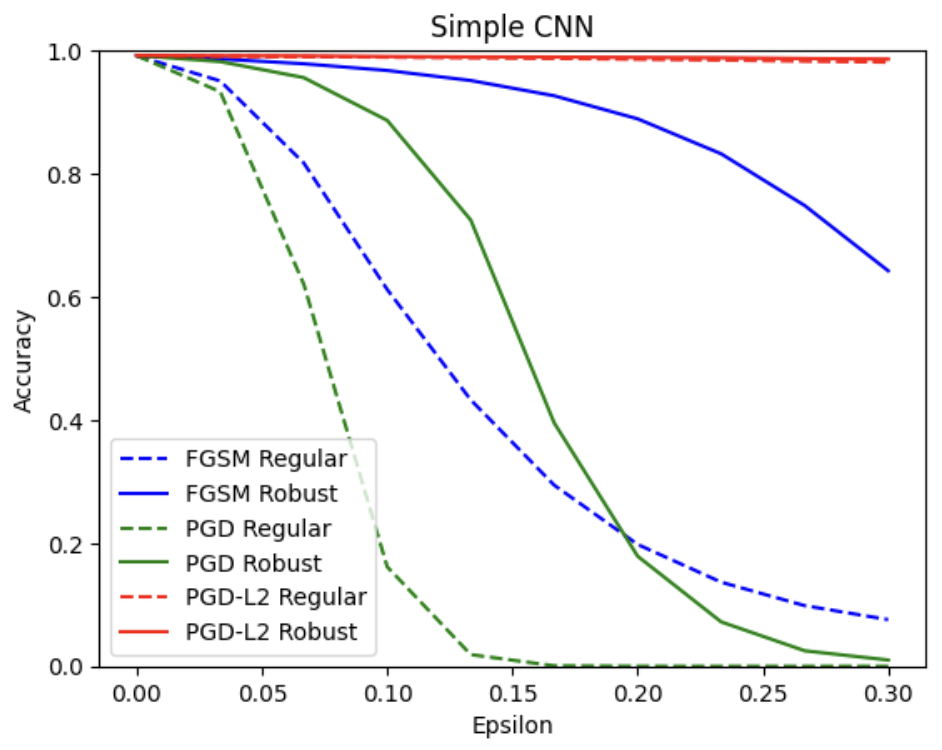 Simple CNN
1.0
0.8
0.6
0.4
0.2
0.0
Accuracy
FGSM Regular
FGSM Robust
PGD Regular
PGD Robust
PGD-L2 Regular
PGD-L2 Robust
0.00 0.05 0.10 0.15 0.20 0.25 0.30
Epsilon